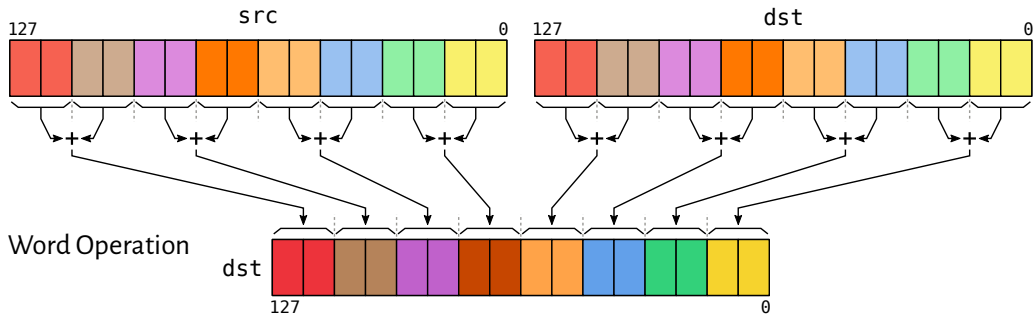 src
dst
127 0
127 0
+ + + + + + + +
Word Operation
dst
127 0